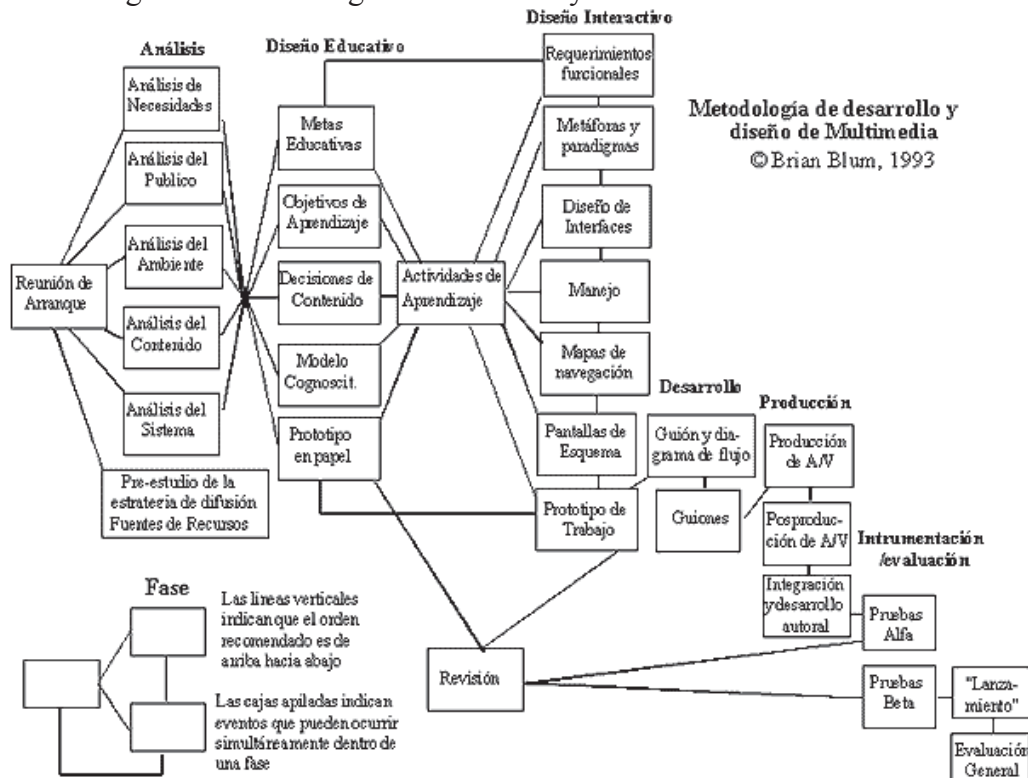 Diseño Interactivo
Análisis
Diseño Educativo
Análisis de
Necesidades
Análisis del
Publico
Análisis del
Ambiente
Análisis del
Contenido
Análisis del
Sistema
Reunión de
Arranque
Pre-estudio de la
estrategia de difusión
Fuentes de Recursos
Metas
Educativas
Objetivos de
Aprendizaje
Decisiones de
Contenido
Modelo
Cognoscit.
Prototipo
en papel
Actividades de
Aprendizaje
Requerimientos
furcionales
Metáforas y
paradigmas
Diseño de
Interfaces
Manejo
Mapas de
navegación
Pantallas de
Esquema
Prototipo de
Trabajo
Metodología de desarrollo y
diseño de Multimedia
© Brian Blum, 1993
Desarrollo
Guión y dia-
grama de flujo
Guiones
Producción
Producción
de A/V
Posproduc-
ción de A/V
Integración
y desarrollo
autoral
Intrumentación
/evaluación
Pruebas
Alfa
Pruebas
Beta
"Lanza-
miento"
Evaluación
General
Revisión
Fase
Las lineas verticales
indican que el orden
recomendado es de
arriba hacia abajo
Las cajas apiladas indican
eventos que pueden ocurrir
simultáreamente dentro de
una fase